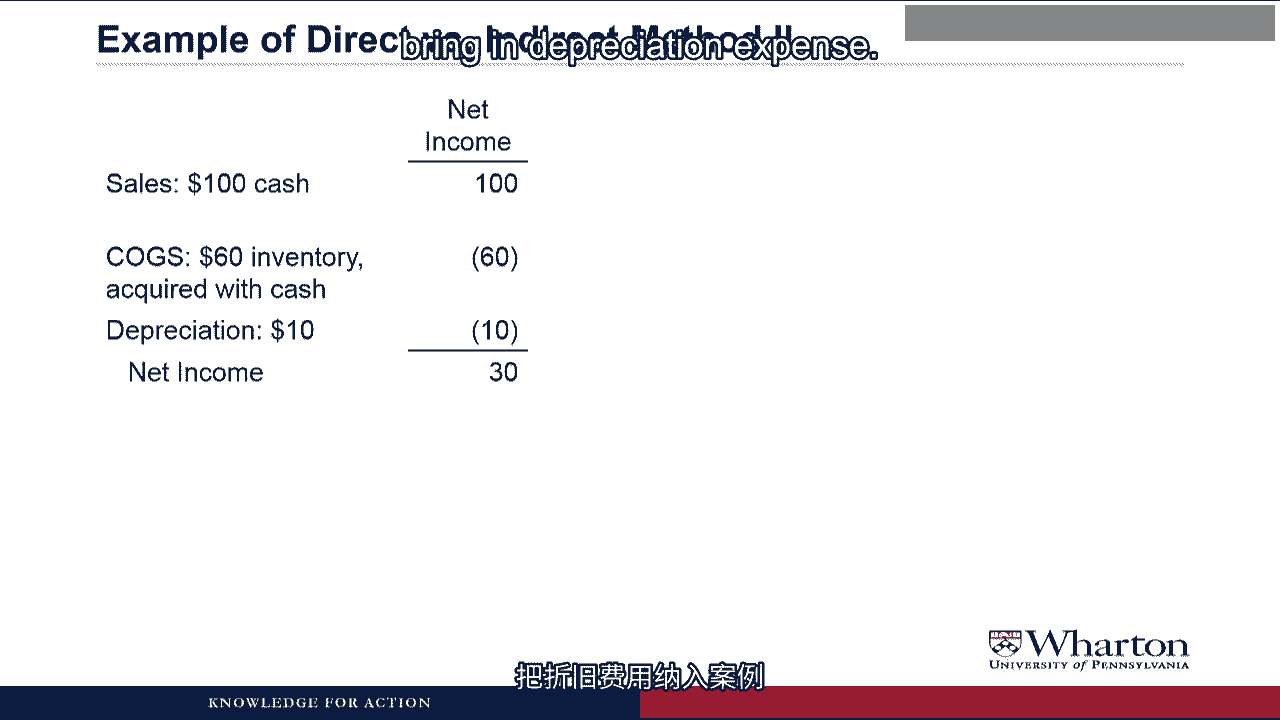 Example of Direct vs. Indirect Method II
bring in depreciation expense.
Net
Income
Sales: $100 cash 100
COGS: $60 inventory, (60)
acquired with cash
Depreciation: $10 (10)
Net Income 30
Wharton
UNIVERSITY of PENNSYLVANIA
把折旧费用纳入案例
KNOWLEDGE FOR ACTION